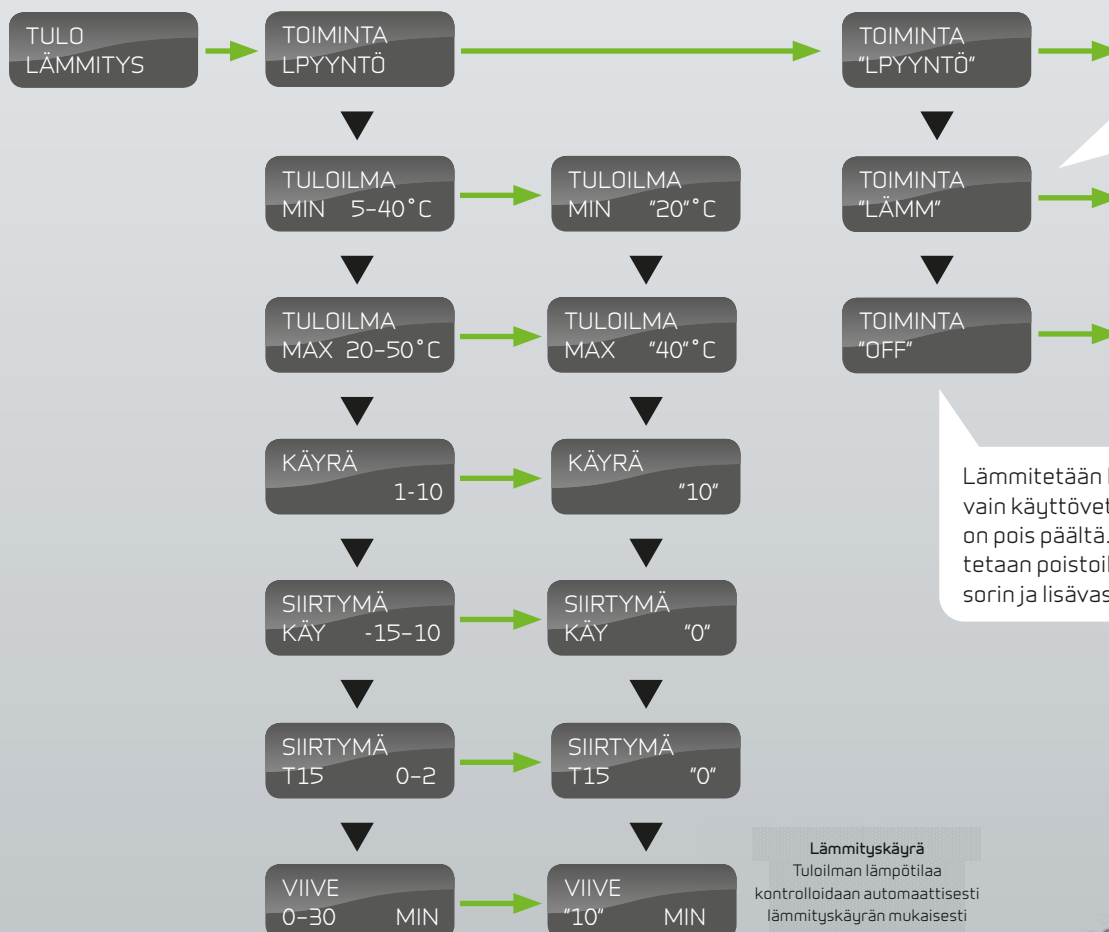 TULO
LÄMMITYS
TOIMINTA
LPYYNTÖ
TOIMINTA
"LPYYNTÖ"
TULOILMA
MIN 5–40°C
TULOILMA
MIN "20"°C
TOIMINTA
"LÄMM"
TULOILMA
MAX 20–50°C
TULOILMA
MAX "40"°C
TOIMINTA
"OFF"
KÄYRÄ
1-10
KÄYRÄ
"10"
Lämmitetään
vain käyttövet
on pois päältä.
tetaan poistoil
sorin ja lisävas
SIIRTYMÄ
KÄY -15–10
SIIRTYMÄ
KÄY "0"
SIIRTYMÄ
T15 0–2
SIIRTYMÄ
T15 "0"
VIIVE
0–30 MIN
VIIVE
"10" MIN
Lämmityskäyrä
Tuloilman lämpötilaa
kontrolloidaan automaattisesti
lämmityskäyrän mukaisesti